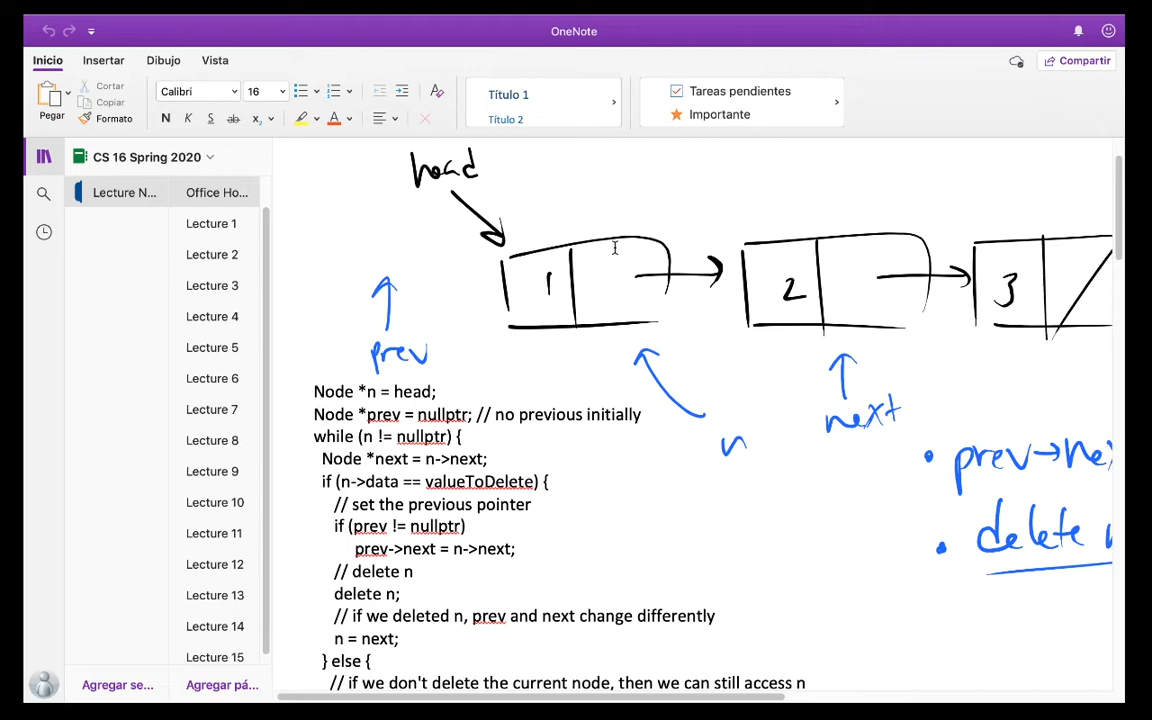 OneNote
Inicio Insertar Dibujo Vista
Compartir
Pegar
Cortar
Copiar
Formato
Calibri 16
N K S ab x₂ A
Título 1
Título 2
Tareas pendientes
Importante
CS 16 Spring 2020
Lecture N...
Office Ho...
Lecture 1
Lecture 2
Lecture 3
Lecture 4
Lecture 5
Lecture 6
Lecture 7
Lecture 8
Lecture 9
Lecture 10
Lecture 11
Lecture 12
Lecture 13
Lecture 14
Lecture 15
Agregar se...
Agregar pá...
head
1 2 3
prev
n
next
Node *n = head;
Node *prev = nullptr; // no previous initially
while (n != nullptr) {
Node *next = n->next;
if (n->data == valueToDelete) {
// set the previous pointer
if (prev != nullptr)
prev->next = n->next;
// delete n
delete n;
// if we deleted n, prev and next change differently
n = next;
} else {
// if we don't delete the current node, then we can still access n
• prev→nex
• delete